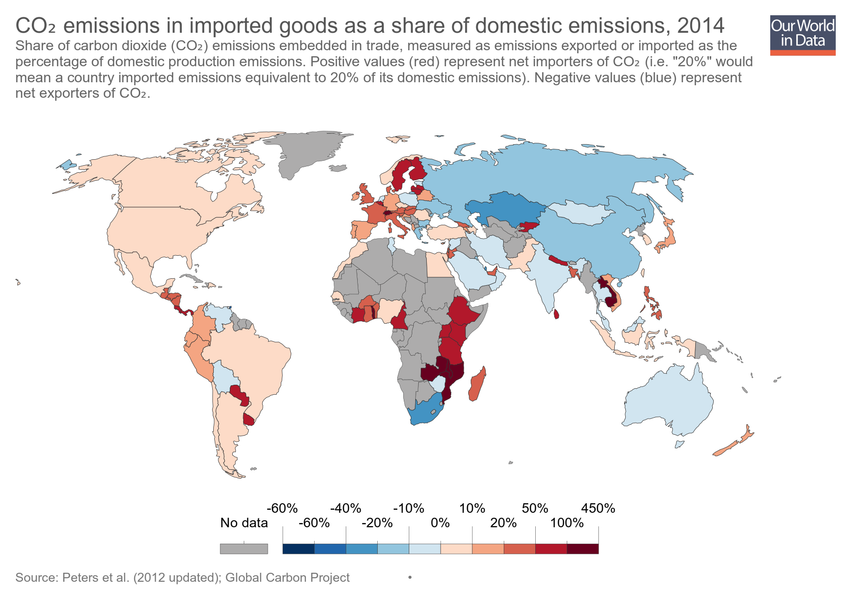 CO₂ emissions in imported goods as a share of domestic emissions, 2014
Our World
in Data
Share of carbon dioxide (CO₂) emissions embedded in trade, measured as emissions exported or imported as the
percentage of domestic production emissions. Positive values (red) represent net importers of CO₂ (i.e. "20%" would
mean a country imported emissions equivalent to 20% of its domestic emissions). Negative values (blue) represent
net exporters of CO₂.
-60% -40% -10% 10% 50% 450%
No data -60% -20% 0% 20% 100%
Source: Peters et al. (2012 updated); Global Carbon Project •